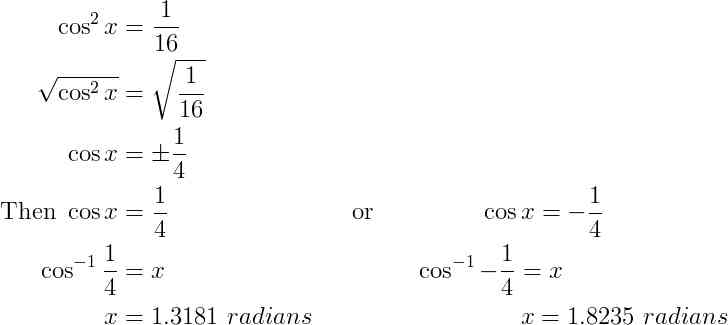 cos² x = 1/16
√(cos² x) = √(1/16)
cos x = ± 1/4
Then cos x = 1/4 or cos x = − 1/4
cos⁻¹ 1/4 = x cos⁻¹ − 1/4 = x
x = 1.3181 radians x = 1.8235 radians